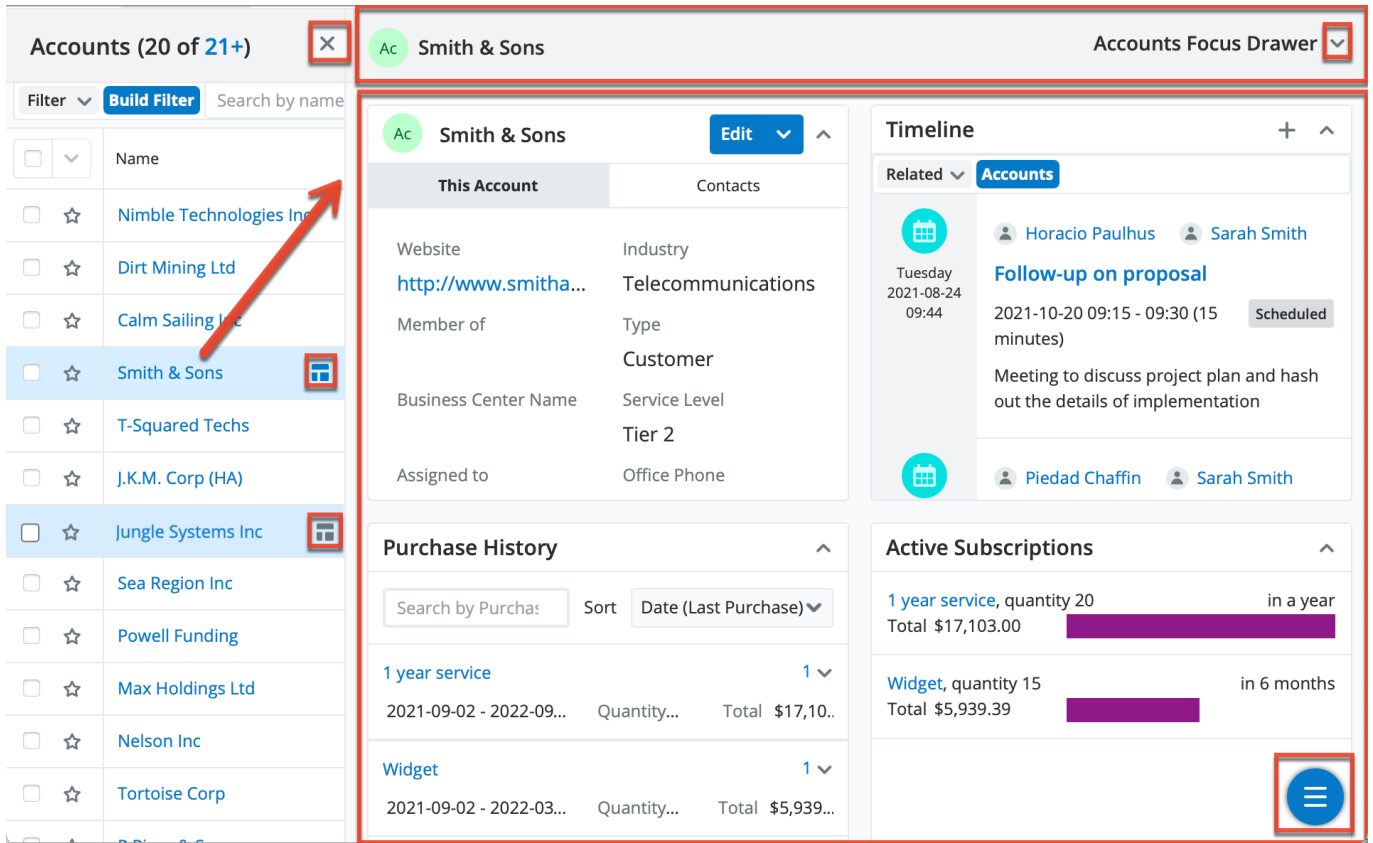 Accounts (20 of 21+)
Filter Build Filter Search by name
Name
Nimble Technologies Inc
Dirt Mining Ltd
Calm Sailing Inc
Smith & Sons
T-Squared Techs
J.K.M. Corp (HA)
Jungle Systems Inc
Sea Region Inc
Powell Funding
Max Holdings Ltd
Nelson Inc
Tortoise Corp
Ac Smith & Sons
Accounts Focus Drawer
Ac Smith & Sons Edit
This Account Contacts
Website Industry
http://www.smitha... Telecommunications
Member of Type
Customer
Business Center Name Service Level
Tier 2
Assigned to Office Phone
Timeline
Related Accounts
Tuesday
2021-08-24
09:44
Horacio Paulhus Sarah Smith
Follow-up on proposal
2021-10-20 09:15 - 09:30 (15
minutes)
Scheduled
Meeting to discuss project plan and hash
out the details of implementation
Piedad Chaffin Sarah Smith
Purchase History
Search by Purchas Sort Date (Last Purchase)
1 year service 1
2021-09-02 - 2022-09... Quantity... Total $17,10..
Widget 1
2021-09-02 - 2022-03... Quantity... Total $5,939...
Active Subscriptions
1 year service, quantity 20 in a year
Total $17,103.00
Widget, quantity 15 in 6 months
Total $5,939.39